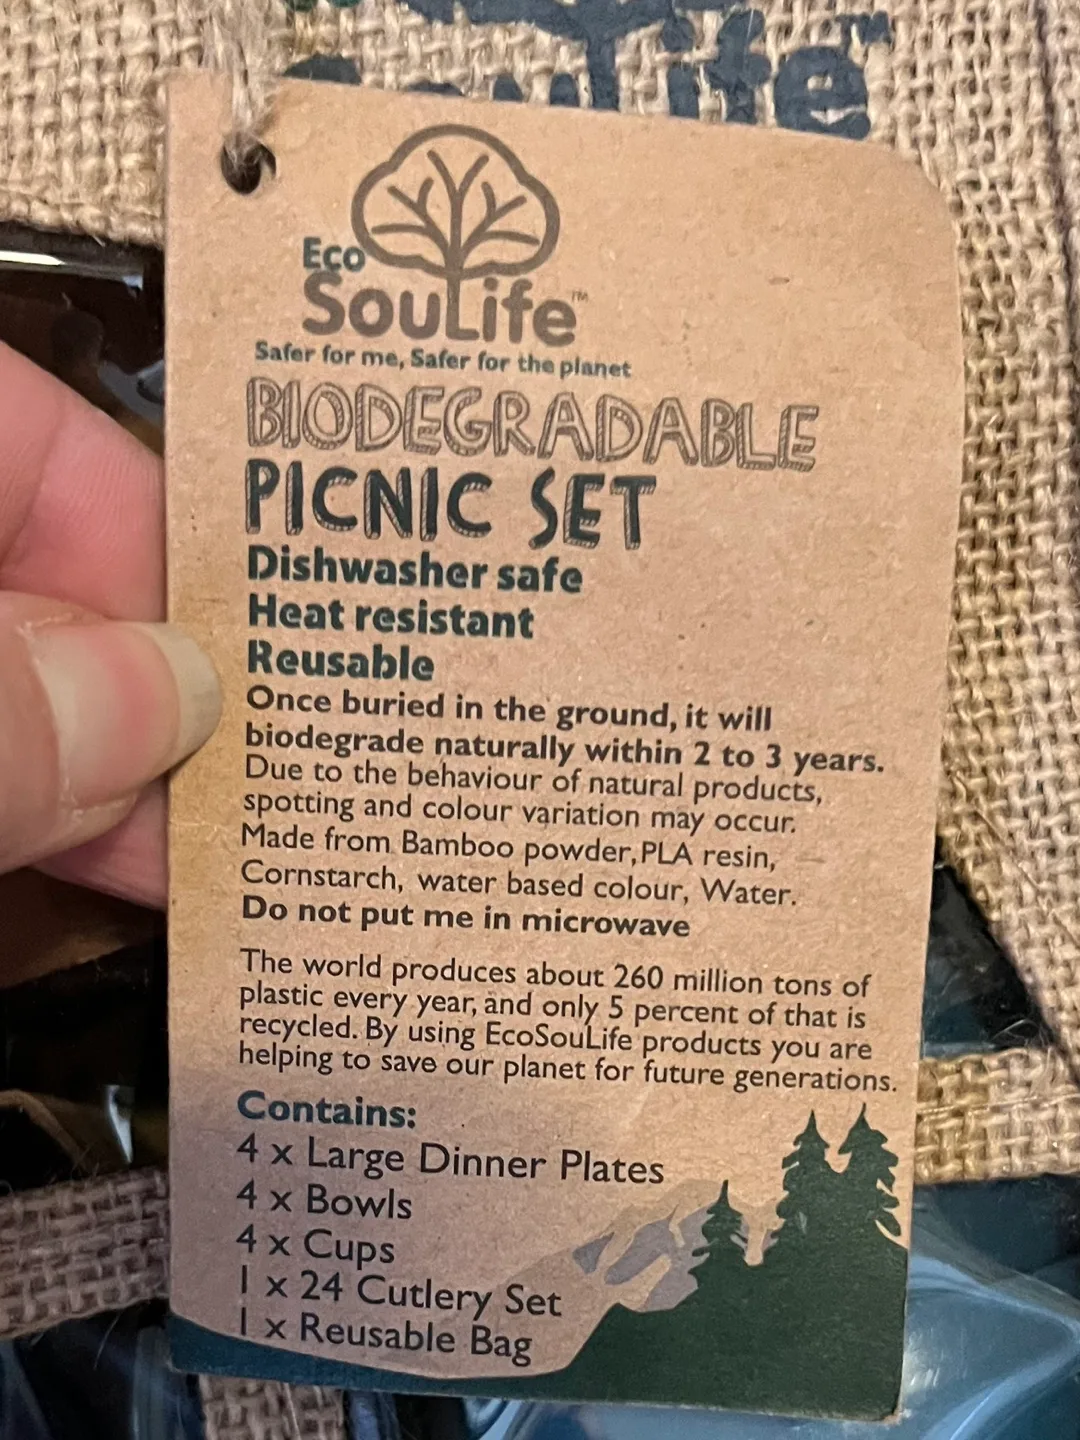 SouLife™
Eco
SouLife™
Safer for me, Safer for the planet
BIODEGRADABLE
PICNIC SET
Dishwasher safe
Heat resistant
Reusable
Once buried in the ground, it will
biodegrade naturally within 2 to 3 years.
Due to the behaviour of natural products,
spotting and colour variation may occur.
Made from Bamboo powder,PLA resin,
Cornstarch, water based colour, Water.
Do not put me in microwave
The world produces about 260 million tons of
plastic every year, and only 5 percent of that is
recycled. By using EcoSouLife products you are
helping to save our planet for future generations.
Contains:
4 x Large Dinner Plates
4 x Bowls
4 x Cups
1 x 24 Cutlery Set
1 x Reusable Bag